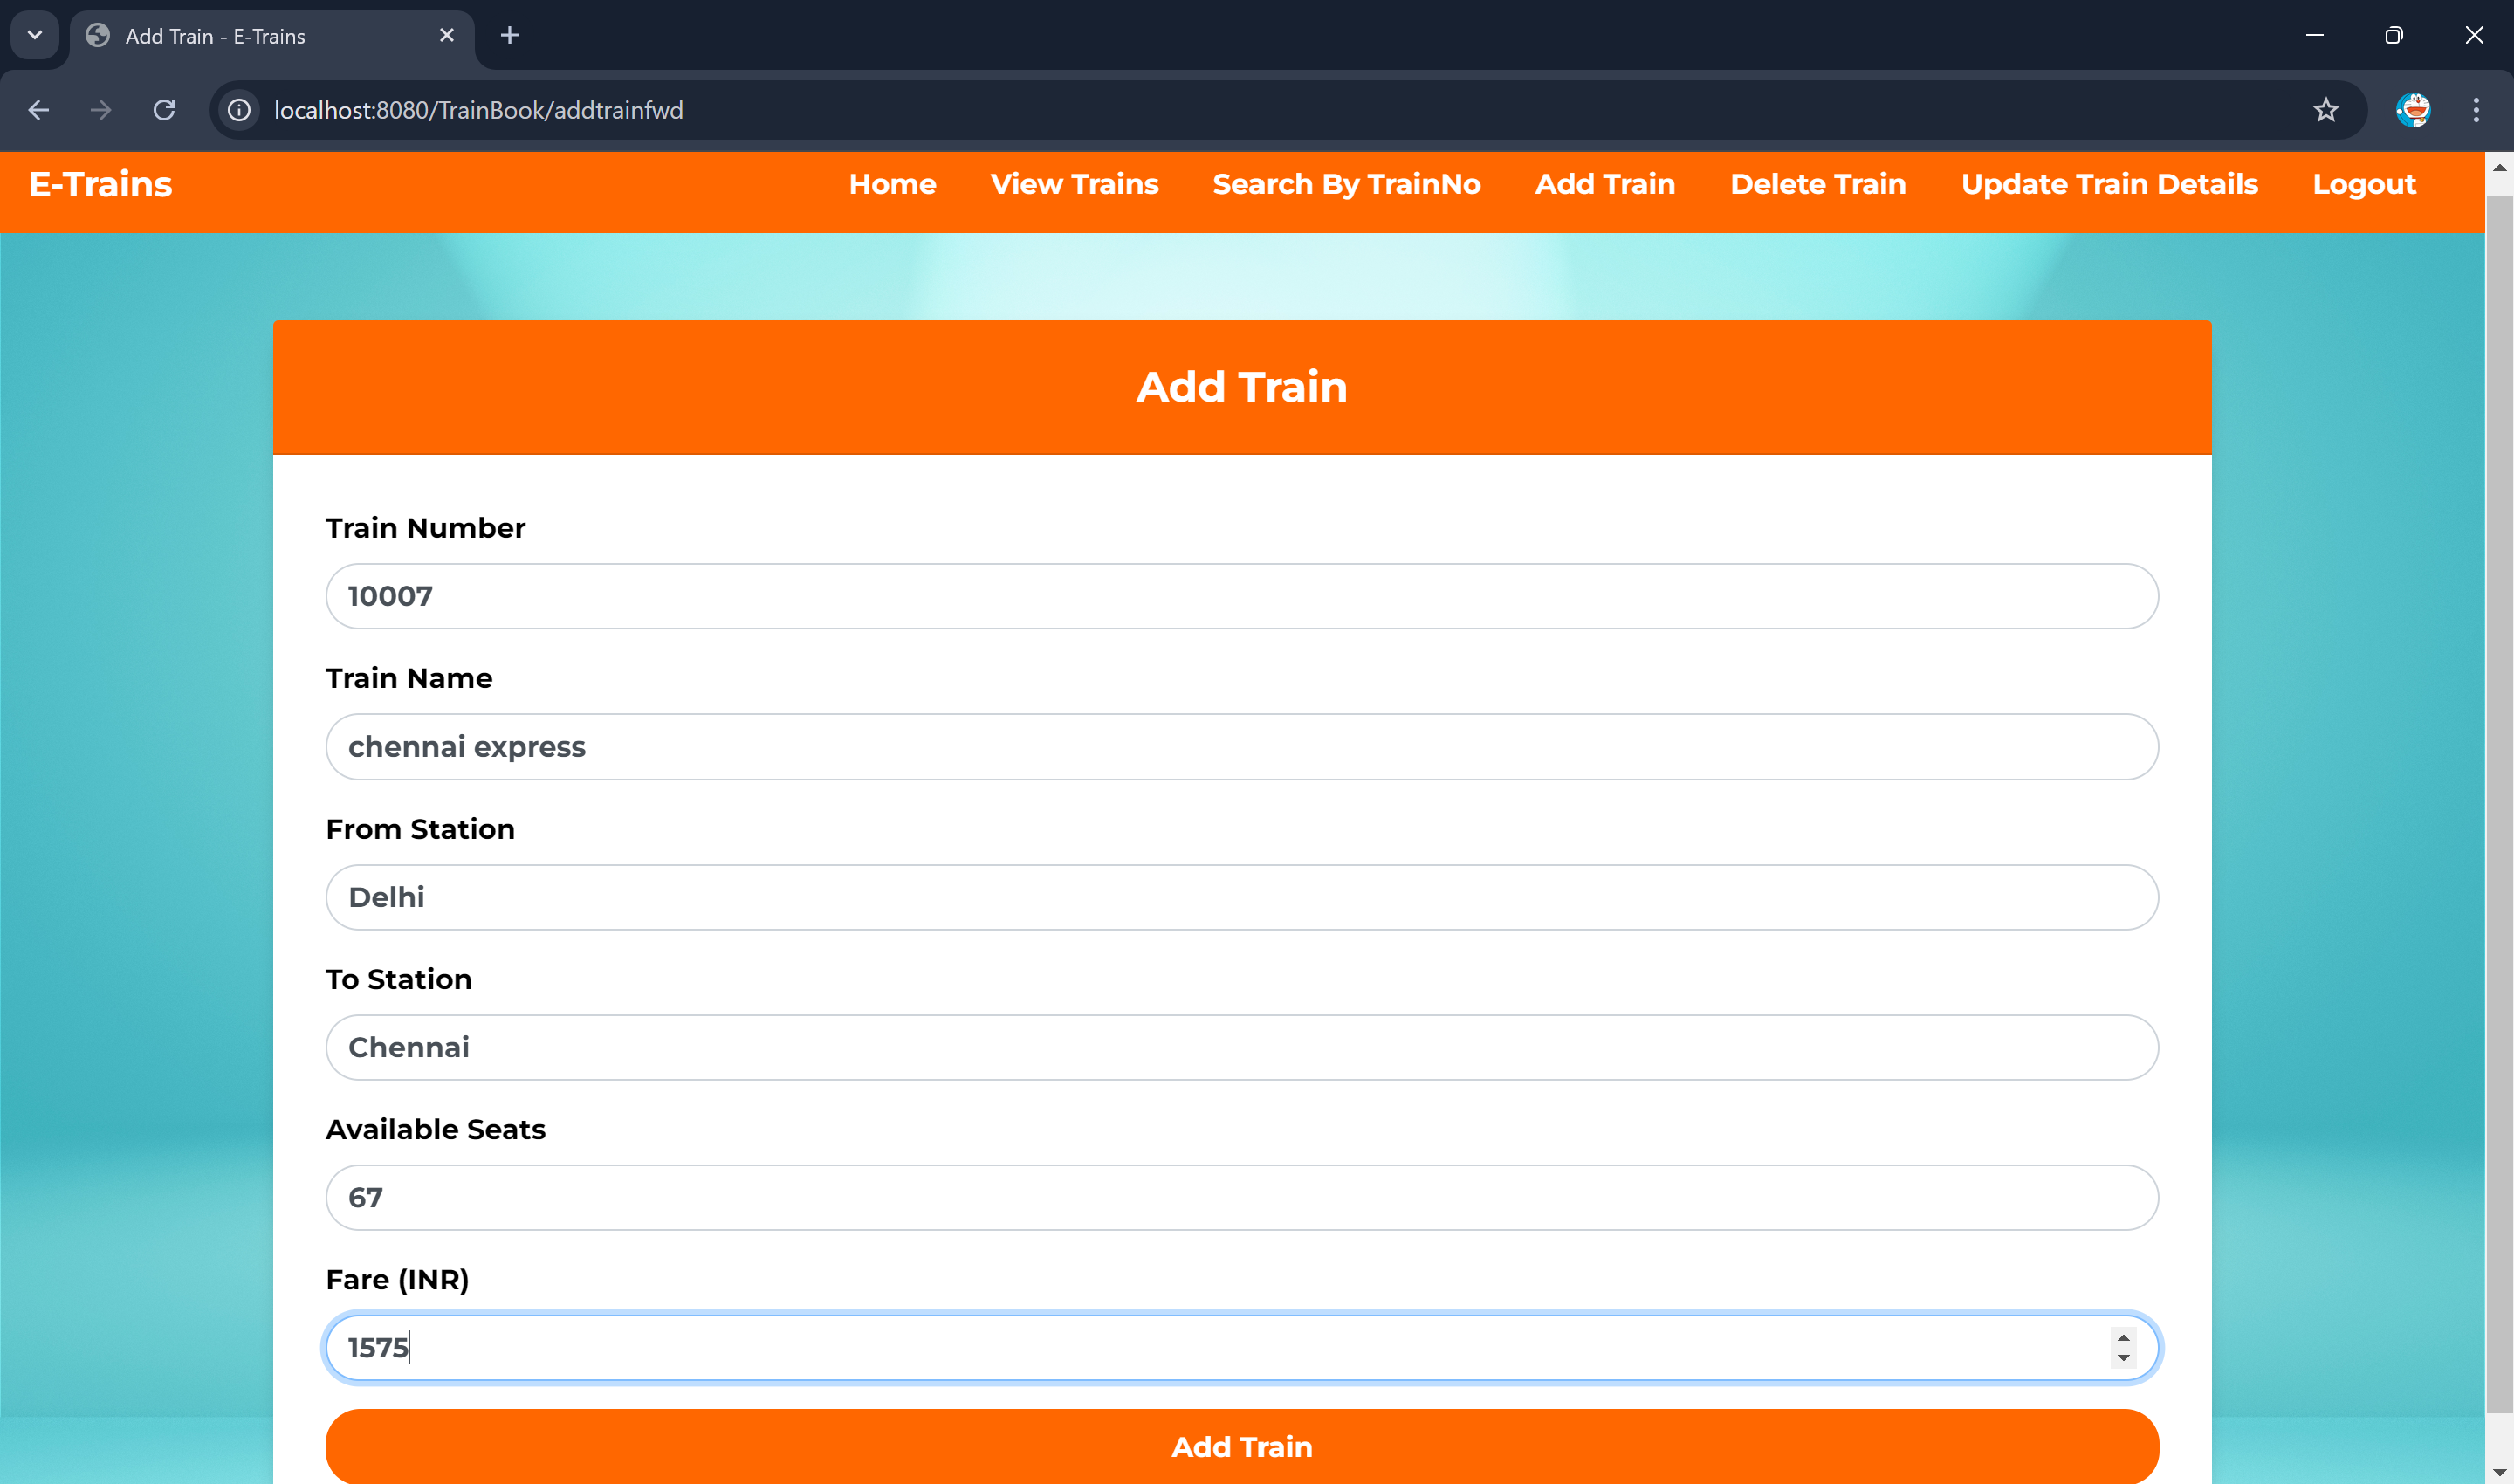 Add Train - E-Trains
localhost:8080/TrainBook/addtrainfwd
E-Trains Home View Trains Search By TrainNo Add Train Delete Train Update Train Details Logout
Add Train
Train Number
10007
Train Name
chennai express
From Station
Delhi
To Station
Chennai
Available Seats
67
Fare (INR)
1575
Add Train